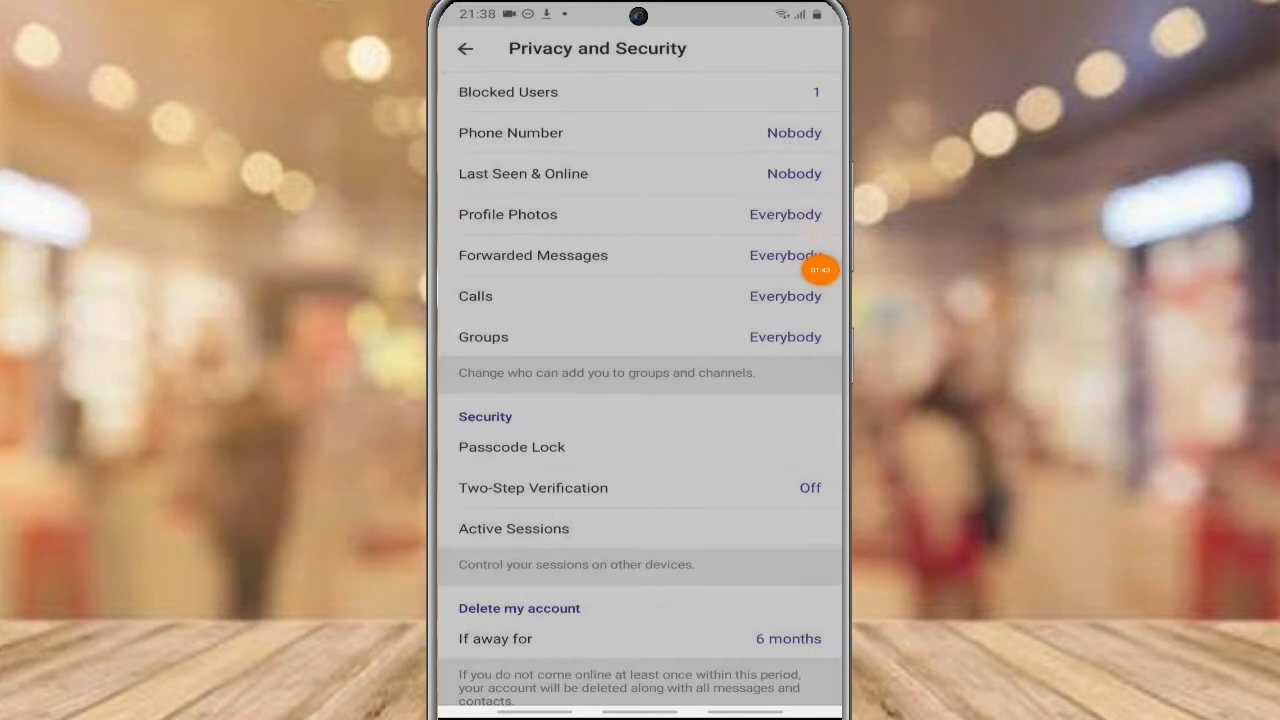 21:38
Privacy and Security
Blocked Users 1
Phone Number Nobody
Last Seen & Online Nobody
Profile Photos Everybody
Forwarded Messages Everybody
01:43
Calls Everybody
Groups Everybody
Change who can add you to groups and channels.
Security
Passcode Lock
Two-Step Verification Off
Active Sessions
Control your sessions on other devices.
Delete my account
If away for 6 months
If you do not come online at least once within this period,
your account will be deleted along with all messages and
contacts.